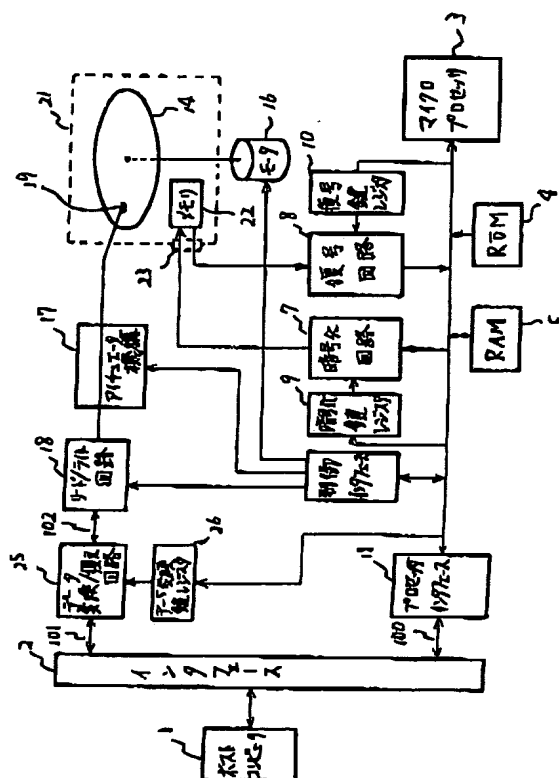 21
19
14
16
モータ
メモリ
22
23
17
アクチュエータ
機構
18
リード/ライト
回路
102
25
データ
変換/復元
回路
101
26
データ変換
鍵レジスタ
2
インタフェース
1
ホスト
コンピュータ
100
11
プロセッサ
インタフェース
制御
インタフェース
9
暗号化
鍵
レジスタ
7
暗号化
回路
8
復号
回路
10
復号
鍵
レジスタ
3
マイクロ
プロセッサ
4
ROM
5
RAM